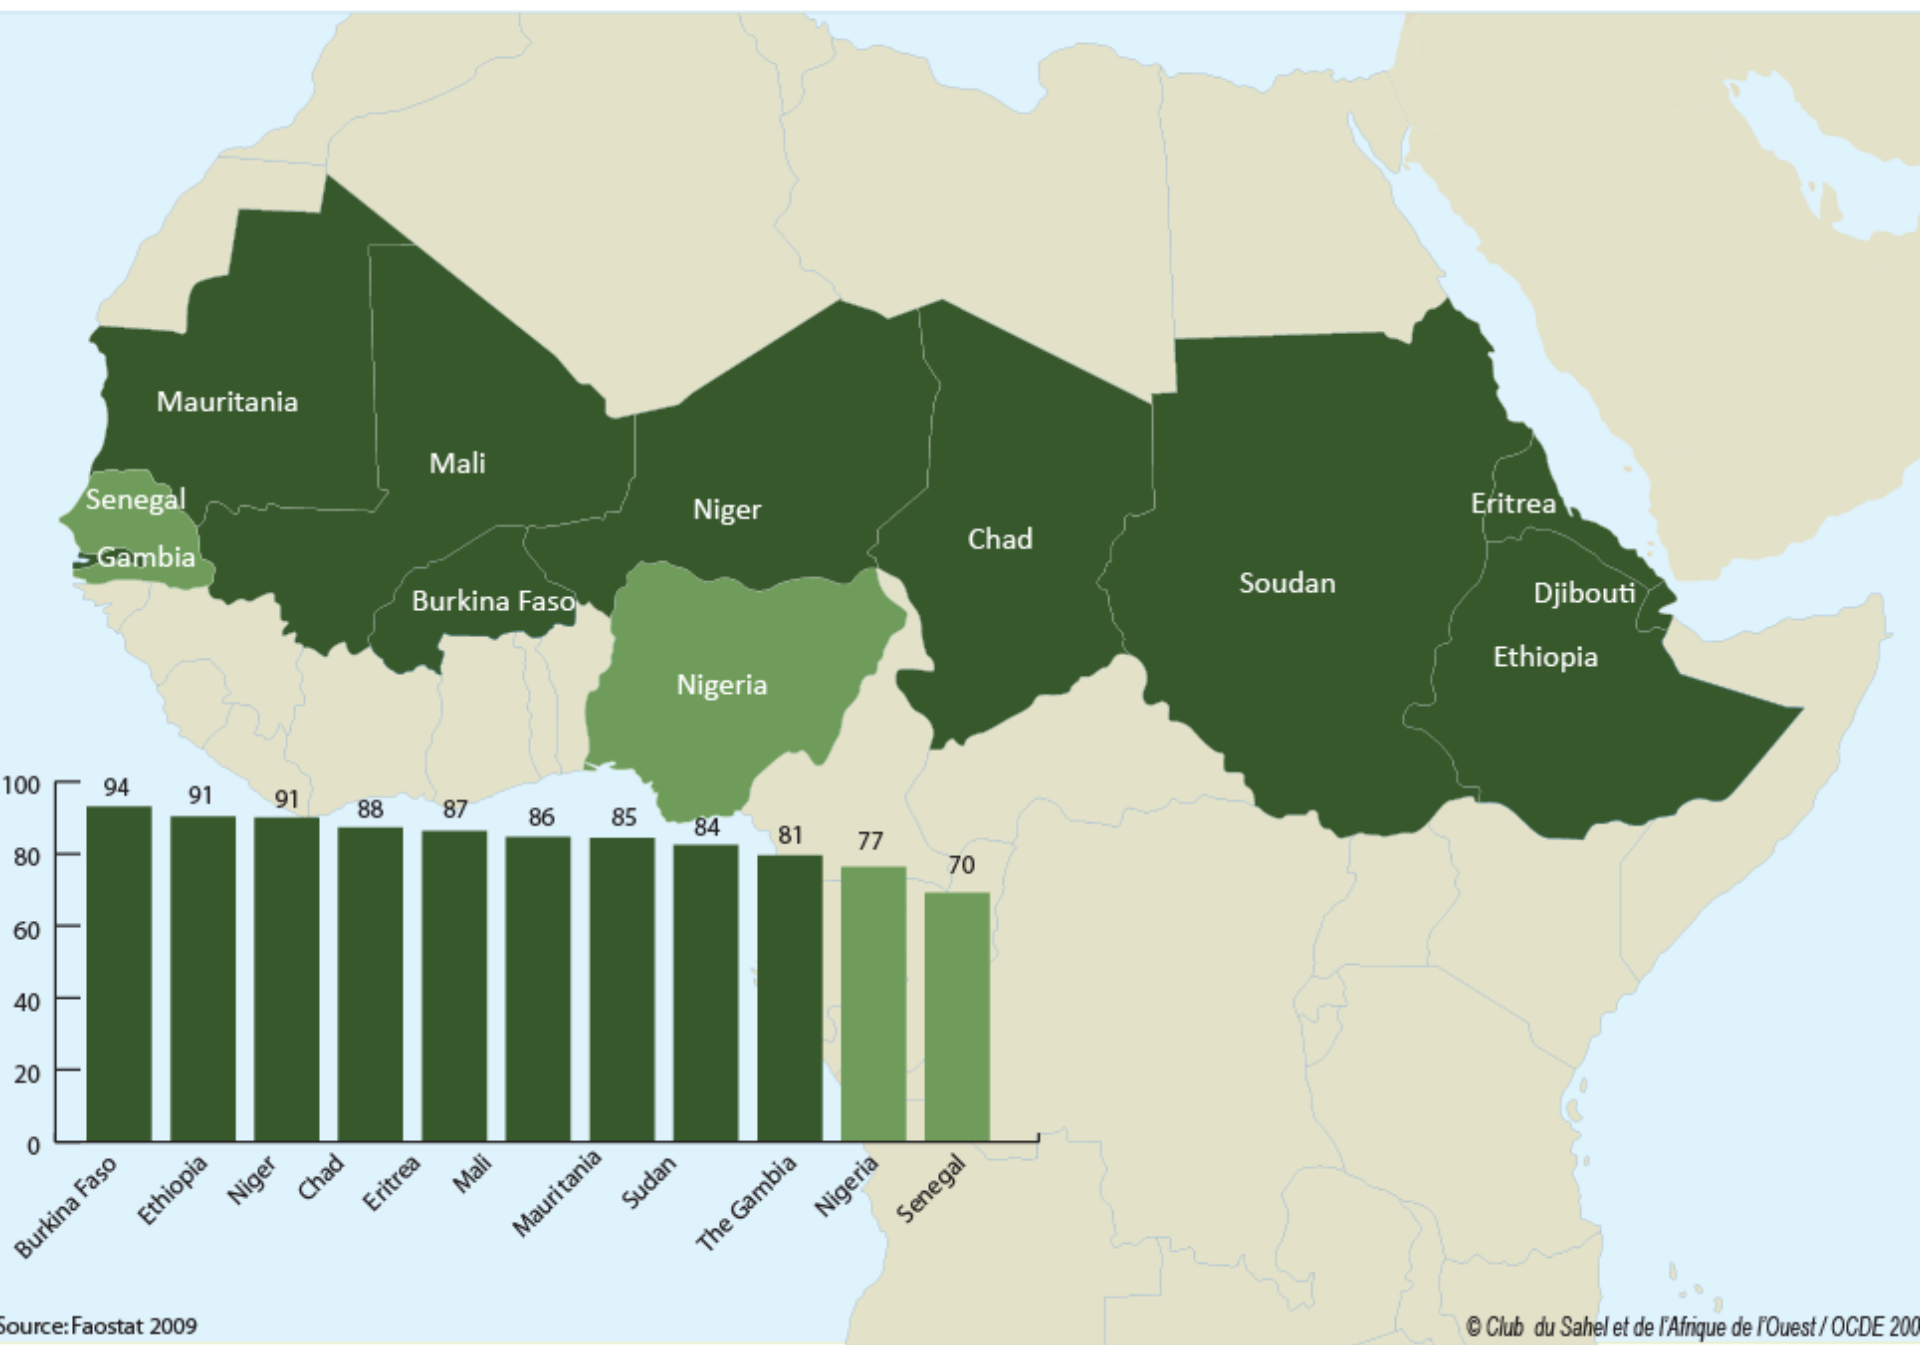 Mauritania
Mali
Senegal
Niger
Eritrea
Chad
Gambia
Soudan
Djibouti
Burkina Faso
Ethiopia
Nigeria
100
80
60
40
20
0
94
91
91
88
87
86
85
84
81
77
70
Burkina Faso
Ethiopia
Niger
Chad
Eritrea
Mali
Mauritania
Sudan
The Gambia
Nigeria
Senegal
Source: Faostat 2009
© Club du Sahel et de l'Afrique de l'Ouest / OCDE 200